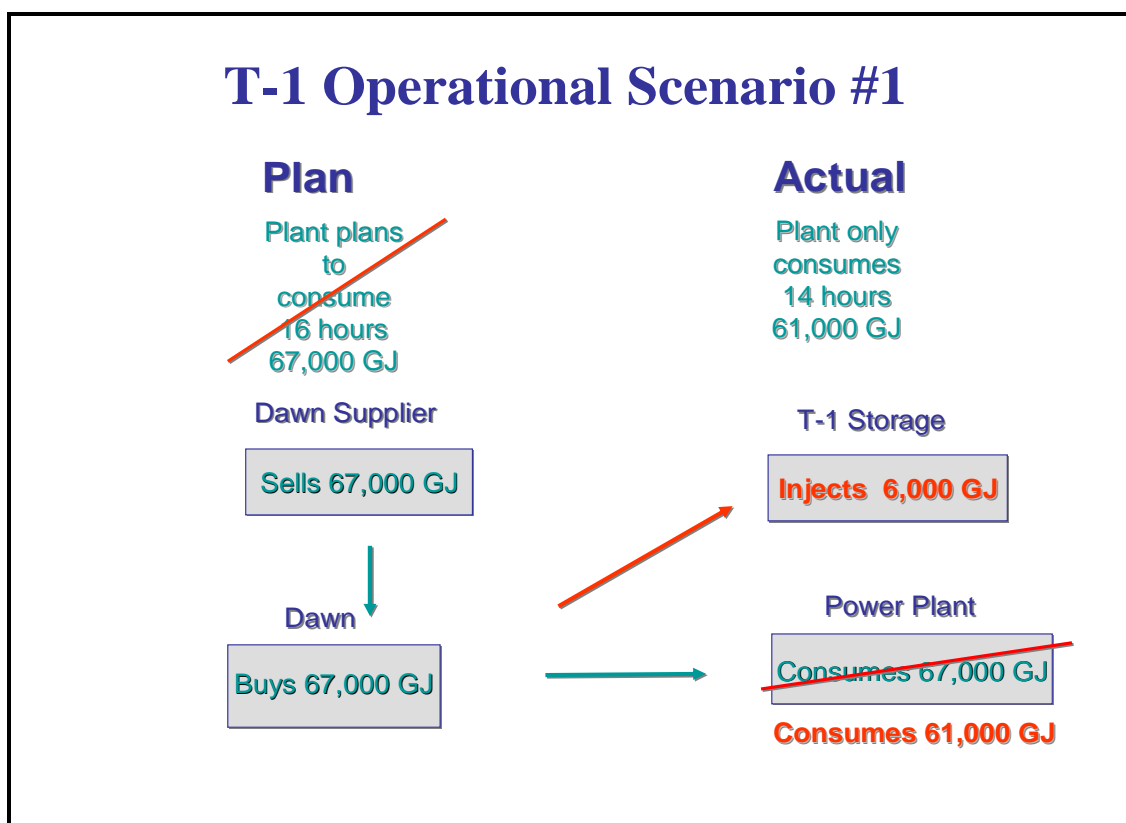 T-1 Operational Scenario #1
Plan
Plant plans
to
consume
16 hours
67,000 GJ
Dawn Supplier
Sells 67,000 GJ
Dawn
Buys 67,000 GJ
Actual
Plant only
consumes
14 hours
61,000 GJ
T-1 Storage
Injects 6,000 GJ
Power Plant
Consumes 67,000 GJ
Consumes 61,000 GJ